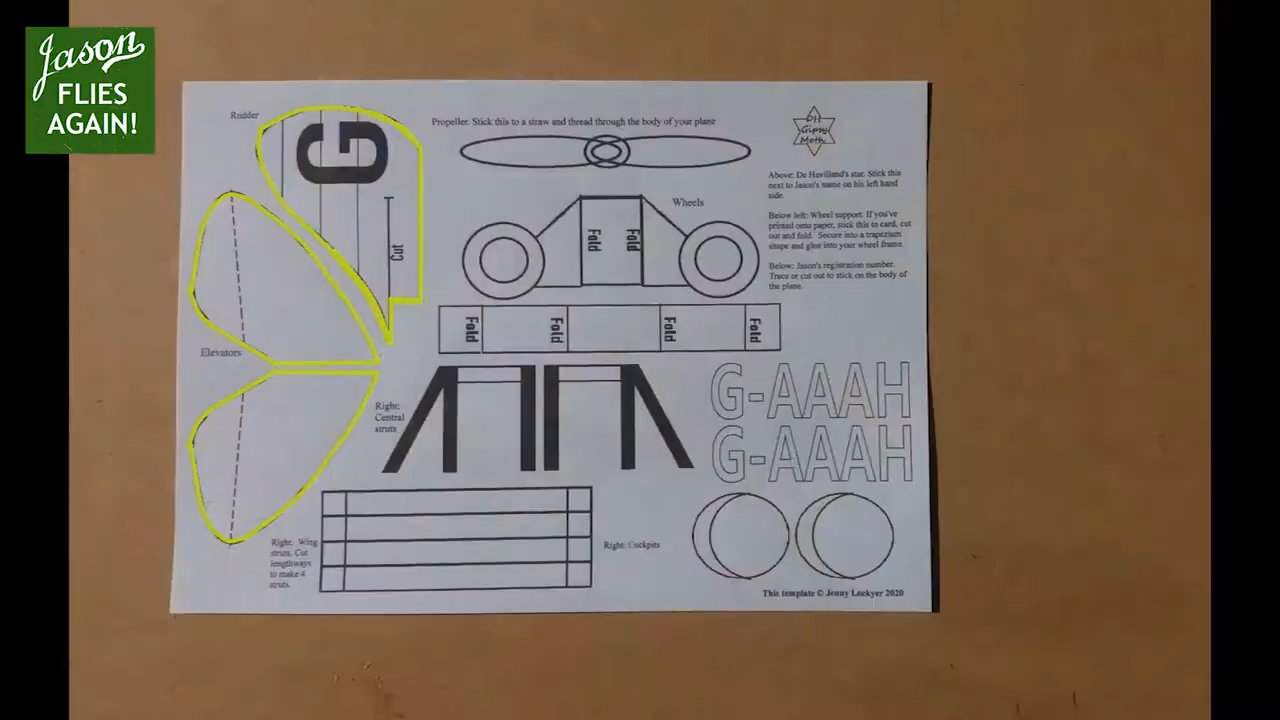 Jason
FLIES
AGAIN!
Rudder
G
Cut
Elevators
Propeller. Stick this to a straw and thread through the body of your plane
Wheels
Fold
Fold
Fold
Fold
Fold
Fold
DH
Gipsy
Moth
Above: De Havilland's star. Stick this
next to Jason's name on his left hand
side.
Below left: Wheel support. If you've
printed onto paper, stick this to card, cut
out and fold. Secure into a trapezium
shape and glue into your wheel frame.
Below: Jason's registration number.
Trace or cut out to stick on the body of
the plane.
Right:
Central
struts
G-AAAH
G-AAAH
Right: Wing
struts. Cut
lengthways
to make 4
struts.
Right: Cockpits
This template © Jenny Lockyer 2020